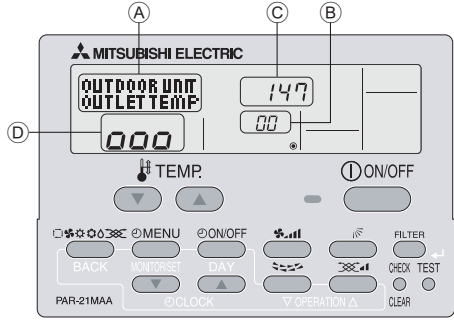 A
C
B
MITSUBISHI ELECTRIC
OUTDOOR UNIT
OUTLET TEMP
147
00
D
000
TEMP.
ON/OFF
MENU
ON/OFF
FILTER
BACK
MONITOR/SET
DAY
CHECK TEST
PAR-21MAA
CLOCK
OPERATION
CLEAR